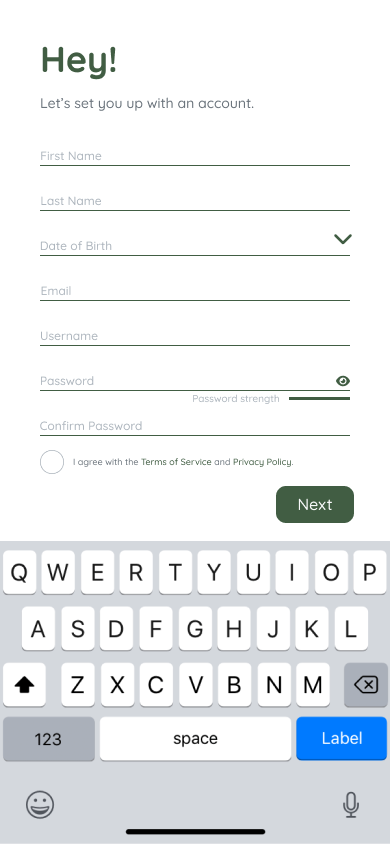 Hey!
Let's set you up with an account.
First Name
Last Name
Date of Birth
Email
Username
Password
Password strength
Confirm Password
I agree with the Terms of Service and Privacy Policy.
Next
Q W E R T Y U I O P
A S D F G H J K L
Z X C V B N M
123 space Label